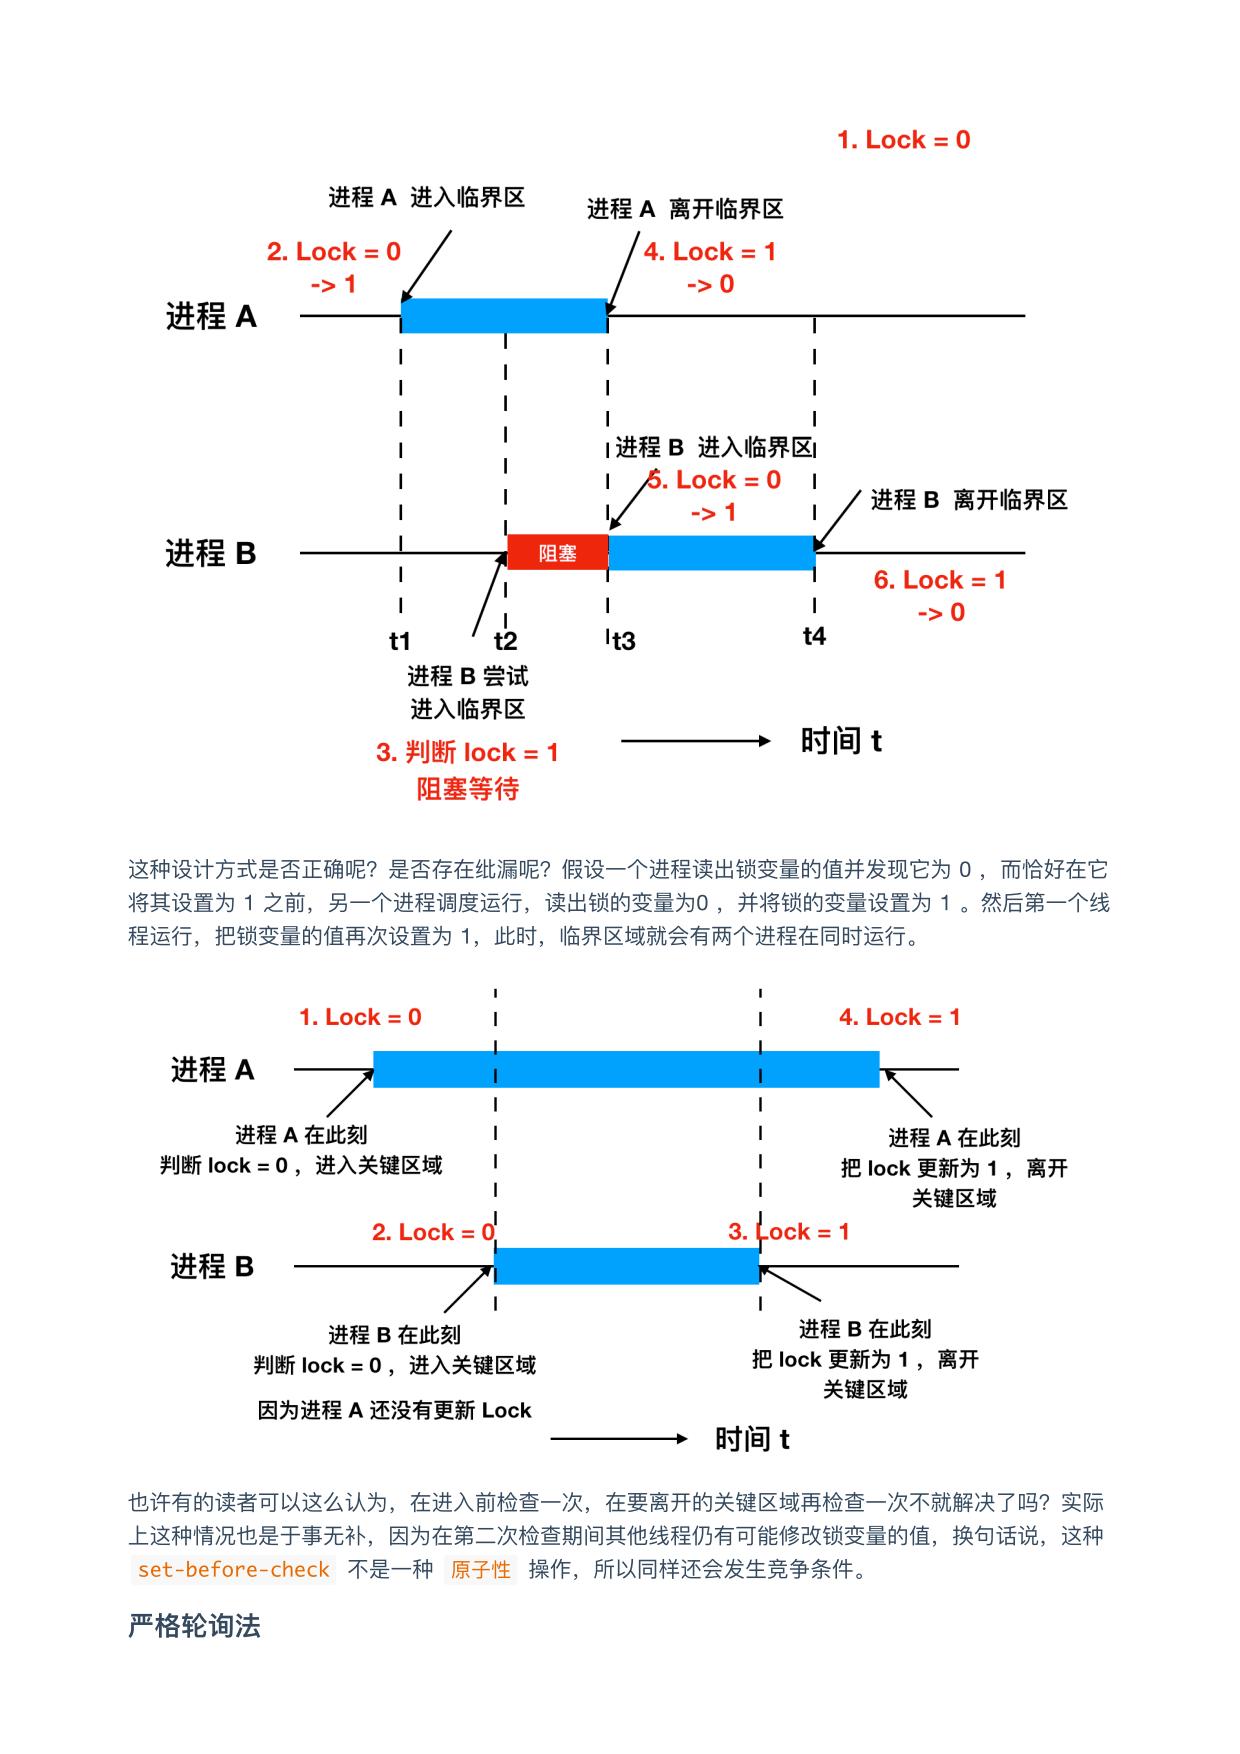 1. Lock = 0
进程 A 进入临界区
进程 A 离开临界区
2. Lock = 0
-> 1
4. Lock = 1
-> 0
进程 A
进程 B 进入临界区
5. Lock = 0
-> 1
进程 B 离开临界区
进程 B
阻塞
6. Lock = 1
-> 0
t1
t2
t3
t4
进程 B 尝试
进入临界区
3. 判断 lock = 1
阻塞等待
时间 t
这种设计方式是否正确呢？是否存在纰漏呢？假设一个进程读出锁变量的值并发现它为 0 ，而恰好在它
将其设置为 1 之前，另一个进程调度运行，读出锁的变量为0 ，并将锁的变量设置为 1 。然后第一个线
程运行，把锁变量的值再次设置为 1，此时，临界区域就会有两个进程在同时运行。
1. Lock = 0
4. Lock = 1
进程 A
进程 A 在此刻
判断 lock = 0 ，进入关键区域
进程 A 在此刻
把 lock 更新为 1 ，离开
关键区域
2. Lock = 0
3. Lock = 1
进程 B
进程 B 在此刻
判断 lock = 0 ，进入关键区域
因为进程 A 还没有更新 Lock
进程 B 在此刻
把 lock 更新为 1 ，离开
关键区域
时间 t
也许有的读者可以这么认为，在进入前检查一次，在要离开的关键区域再检查一次不就解决了吗？实际
上这种情况也是于事无补，因为在第二次检查期间其他线程仍有可能修改锁变量的值，换句话说，这种
set-before-check 不是一种 原子性 操作，所以同样还会发生竞争条件。
严格轮询法